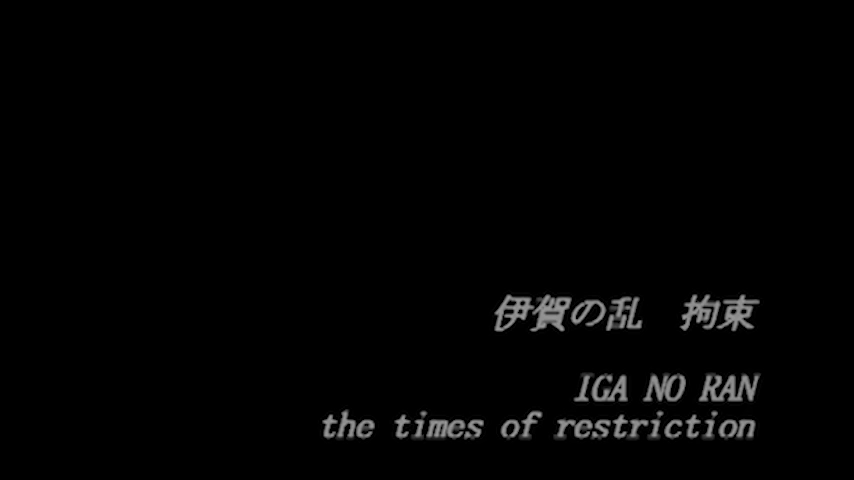 伊賀の乱　拘束
IGA NO RAN
the times of restriction